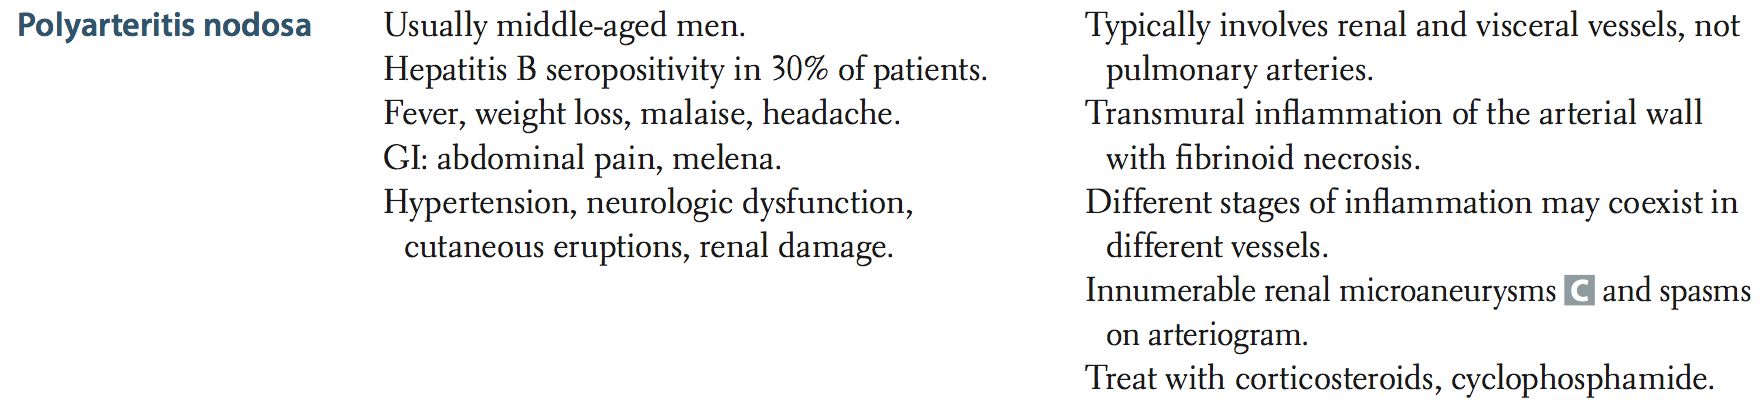 Polyarteritis nodosa
Usually middle-aged men.
Hepatitis B seropositivity in 30% of patients.
Fever, weight loss, malaise, headache.
GI: abdominal pain, melena.
Hypertension, neurologic dysfunction,
cutaneous eruptions, renal damage.
Typically involves renal and visceral vessels, not
pulmonary arteries.
Transmural inflammation of the arterial wall
with fibrinoid necrosis.
Different stages of inflammation may coexist in
different vessels.
Innumerable renal microaneurysms C and spasms
on arteriogram.
Treat with corticosteroids, cyclophosphamide.